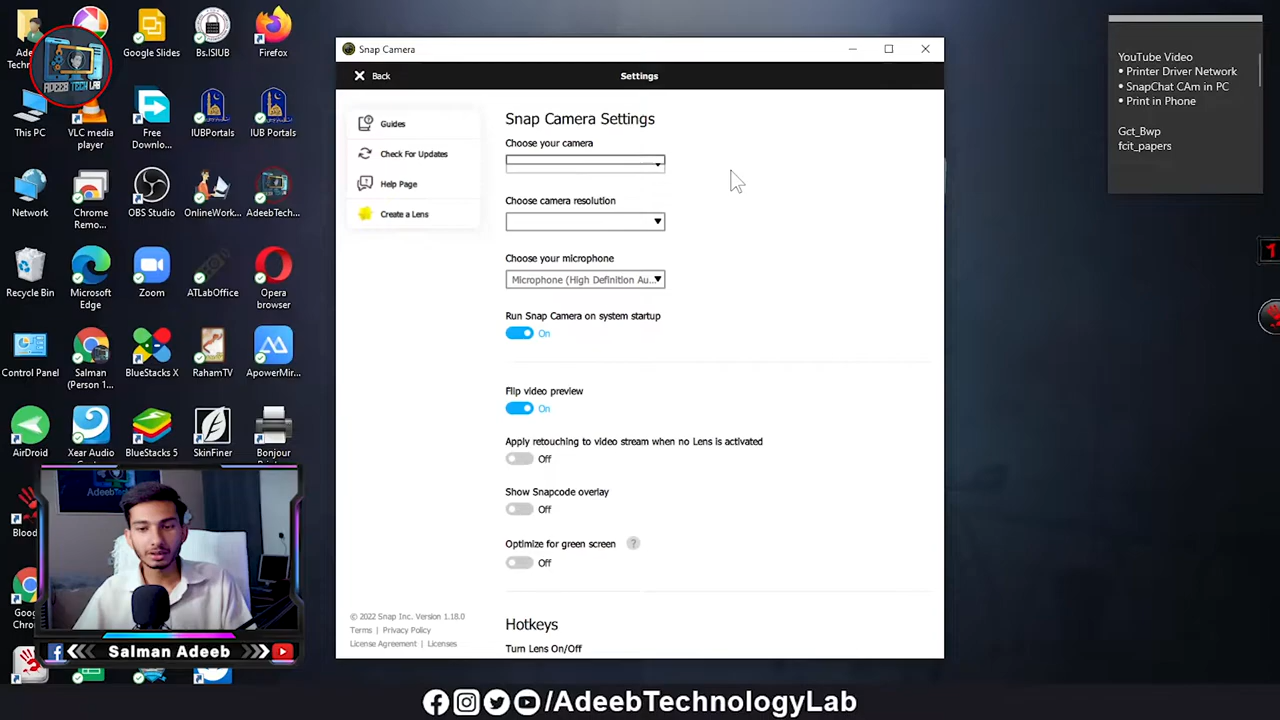 Adeeb Techn...
Google Slides
Bs.ISIUB
Firefox
ADEEB TECH LAB
This PC
VLC media player
Free Downlo...
IUBPortals
IUB Portals
Network
Chrome Remo...
OBS Studio
OnlineWork...
AdeebTech...
Recycle Bin
Microsoft Edge
Zoom
ATLabOffice
Opera browser
Control Panel
Salman (Person 1...
BlueStacks X
RahamTV
ApowerMir...
AirDroid
Xear Audio
BlueStacks 5
SkinFiner
Bonjour
Snap Camera
Back
Settings
Guides
Check For Updates
Help Page
Create a Lens
Snap Camera Settings
Choose your camera
Choose camera resolution
Choose your microphone
Microphone (High Definition Au...
Run Snap Camera on system startup
On
Flip video preview
On
Apply retouching to video stream when no Lens is activated
Off
Show Snapcode overlay
Off
Optimize for green screen ?
Off
Hotkeys
Turn Lens On/Off
© 2022 Snap Inc. Version 1.18.0
Terms | Privacy Policy
License Agreement | Licenses
YouTube Video
• Printer Driver Network
• SnapChat CAm in PC
• Print in Phone
Gct_Bwp
fcit_papers
1
Salman Adeeb
/AdeebTechnologyLab